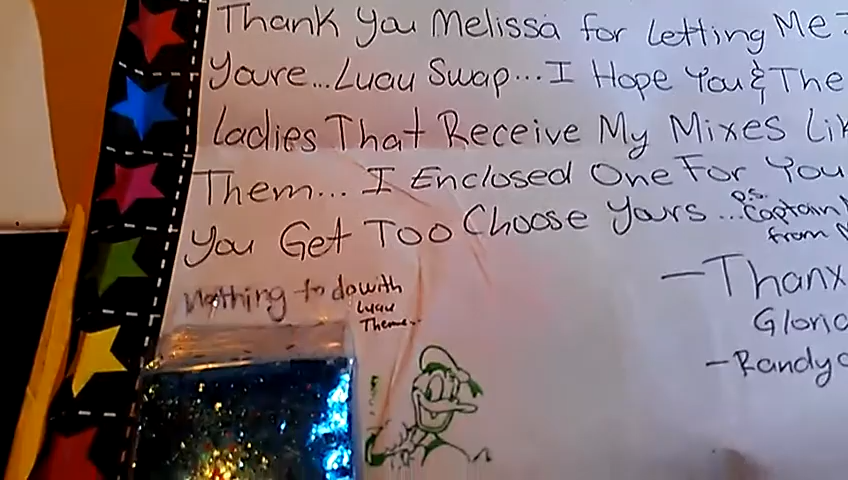 Thank You Melissa for Letting Me
Youre...Luau Swap...I Hope You & The
Ladies That Receive My Mixes Lik
Them... I Enclosed One For You
You Get Too Choose Yours ...
p.s.
Captain
from
Nothing to do with
Luau
Theme..
—Thanx
Gloria
-Randy